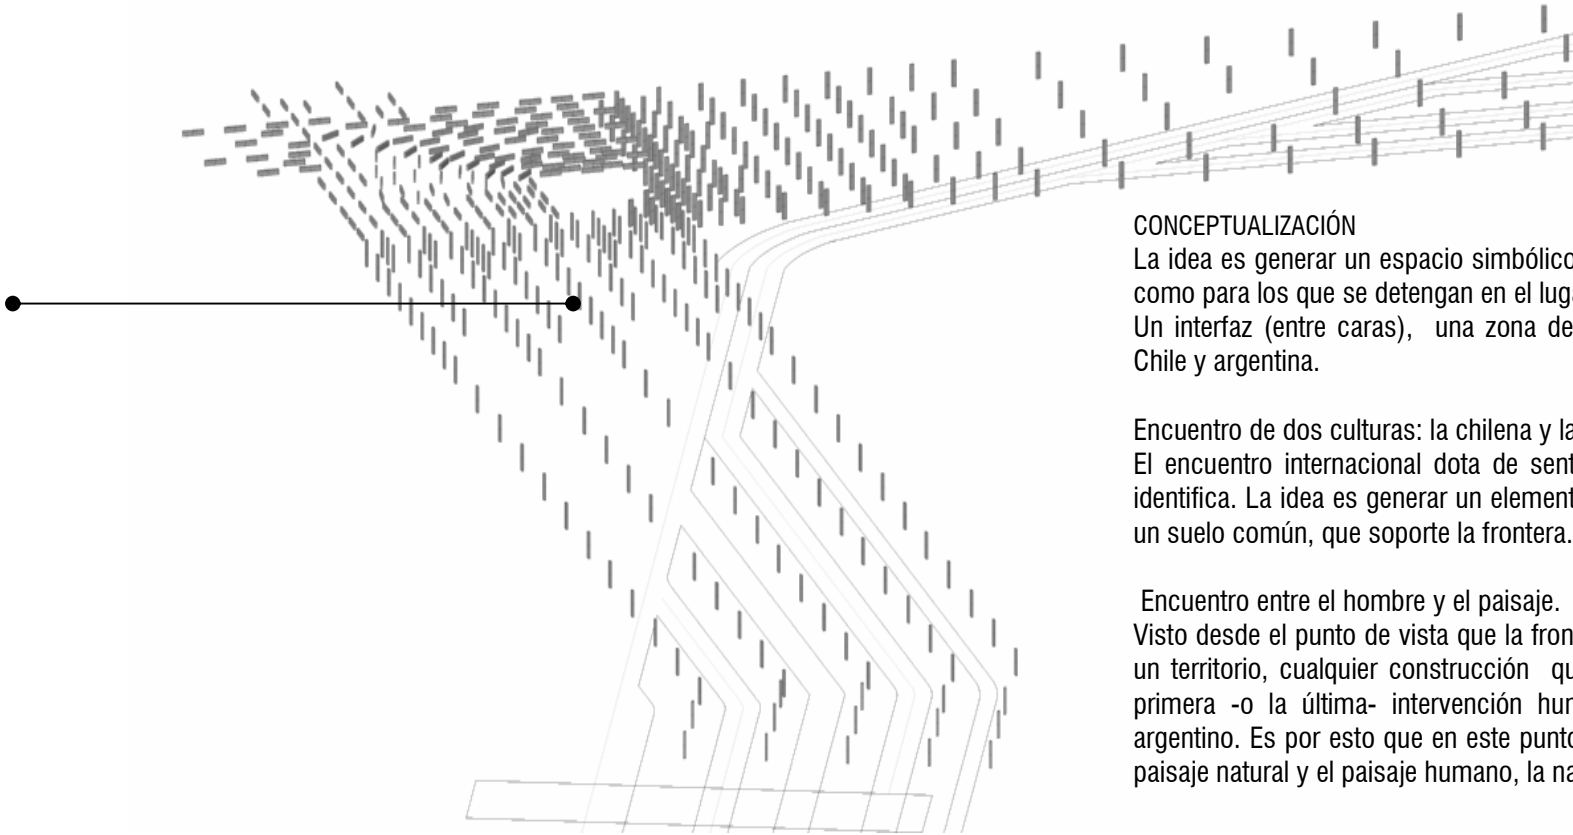 CONCEPTUALIZACIÓN
La idea es generar un espacio simbólico
como para los que se detengan en el
Un interfaz (entre caras), una zona de
Chile y argentina.
Encuentro de dos culturas: la chilena y la
El encuentro internacional dota de
identifica. La idea es generar un
un suelo común, que soporte la frontera.
Encuentro entre el hombre y el paisaje.
Visto desde el punto de vista que la
un territorio, cualquier construcción
primera -o la última- intervención
argentino. Es por esto que en este punto
paisaje natural y el paisaje humano, la